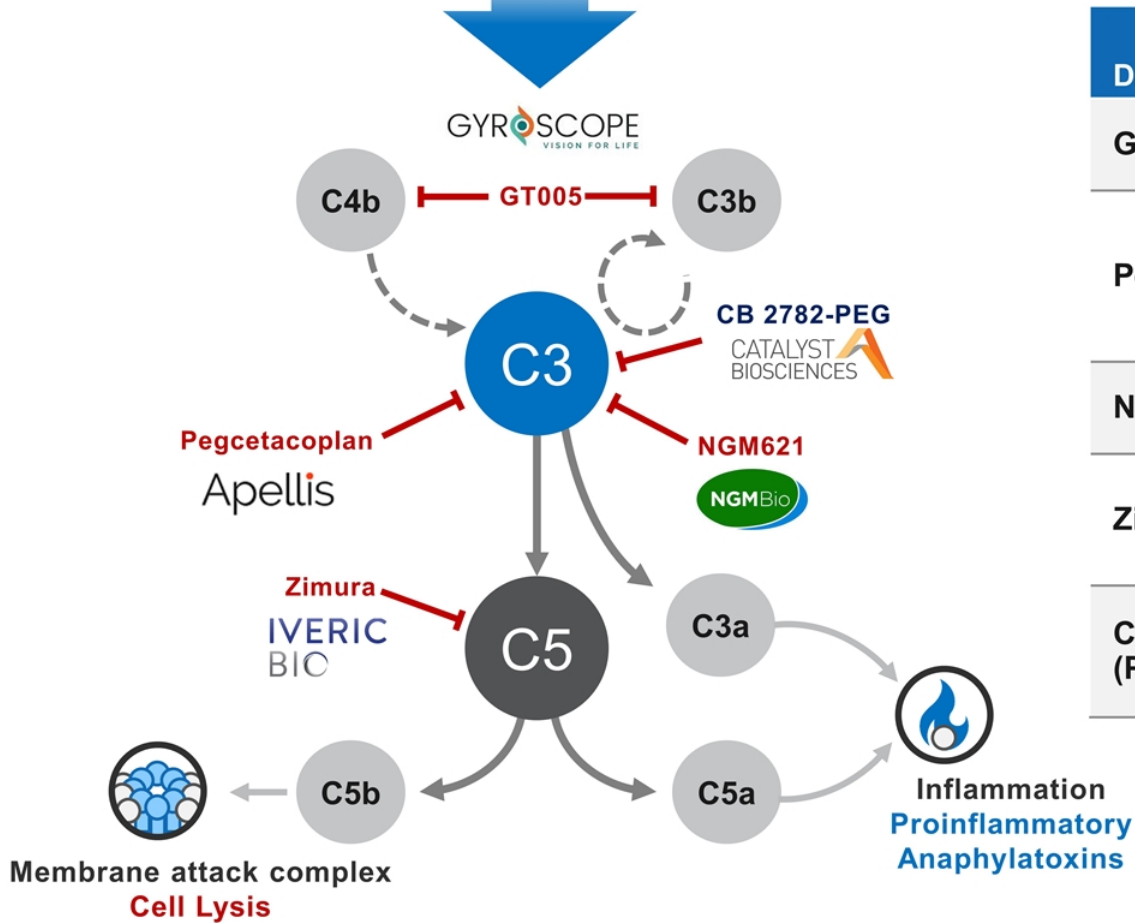 GYROSCOPE
VISION FOR LIFE
C4b
GT005
C3b
CB 2782-PEG
CATALYST
BIOSCIENCES
C3
Pegcetacoplan
Apellis
NGM621
NGMBio
Zimura
IVERIC
BIO
C5
C3a
C5b
C5a
Inflammation
Proinflammatory
Anaphylatoxins
Membrane attack complex
Cell Lysis
D
G
N
Zi
C